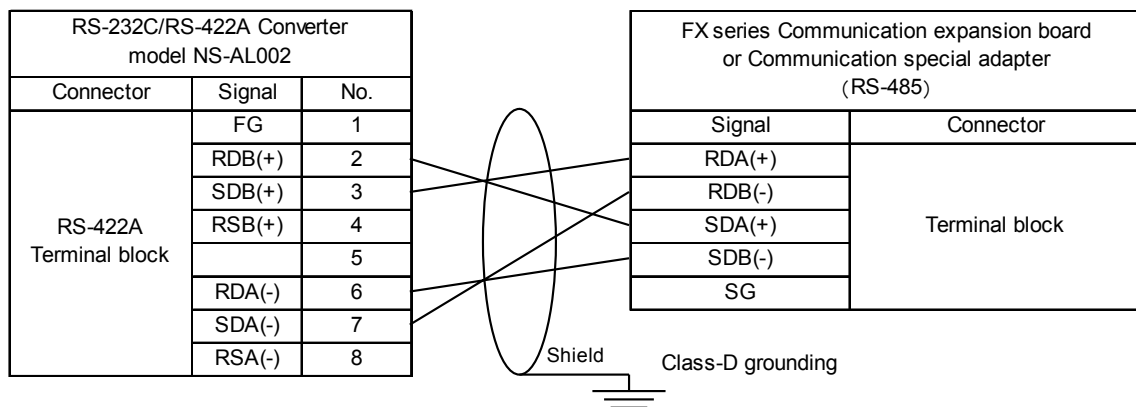 RS-232C/RS-422A Converter
model NS-AL002
Connector Signal No.
FG 1
RDB(+) 2
SDB(+) 3
RS-422A
Terminal block
RSB(+) 4
5
RDA(-) 6
SDA(-) 7
RSA(-) 8
Shield
Class-D grounding
FX series Communication expansion board
or Communication special adapter
(RS-485)
Signal Connector
RDA(+)
RDB(-)
SDA(+)
Terminal block
SDB(-)
SG